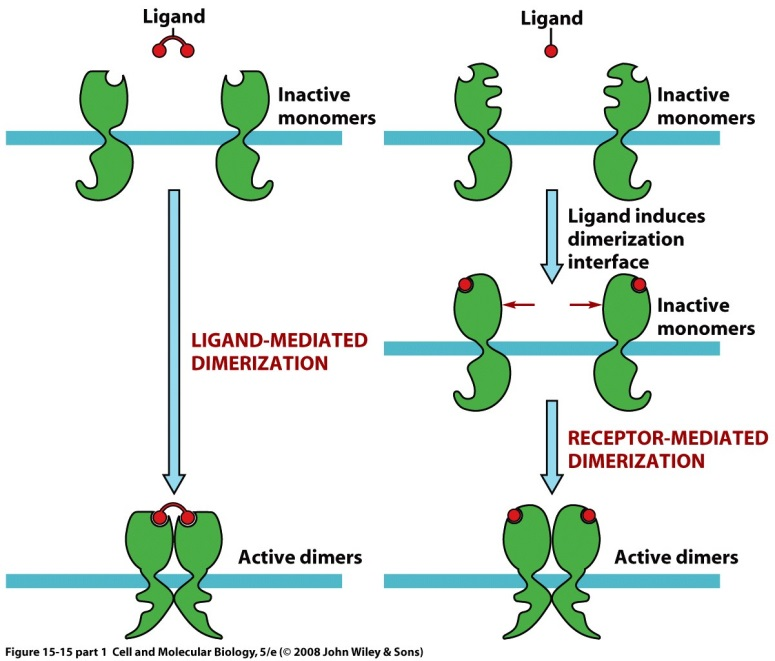 Ligand
Inactive
monomers
LIGAND-MEDIATED
DIMERIZATION
Active dimers
Ligand
Inactive
monomers
Ligand induces
dimerization
interface
Inactive
monomers
RECEPTOR-MEDIATED
DIMERIZATION
Active dimers
Figure 15-15 part 1 Cell and Molecular Biology, 5/e (© 2008 John Wiley & Sons)